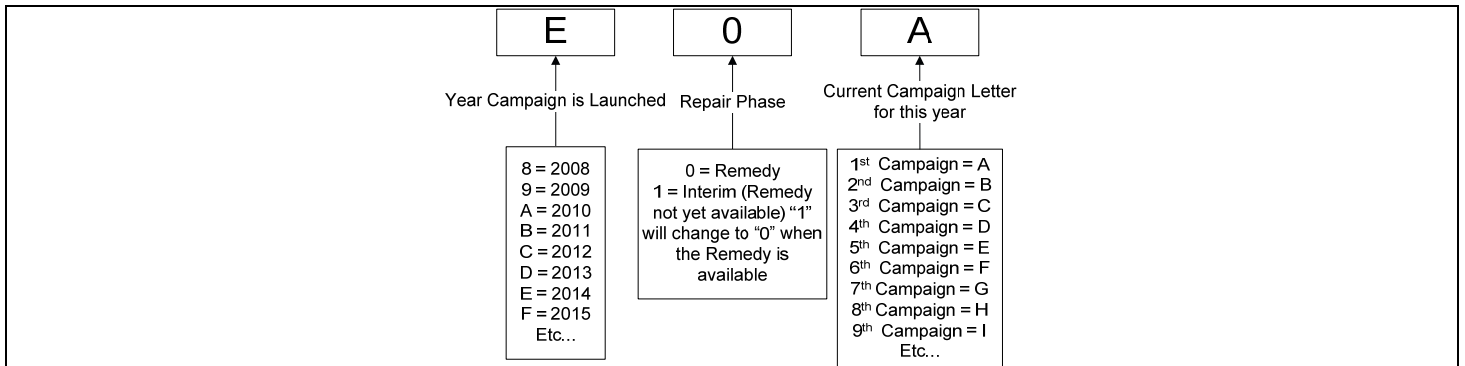 E
0
A
Year Campaign is Launched
Repair Phase
Current Campaign Letter
for this year
8 = 2008
9 = 2009
A = 2010
B = 2011
C = 2012
D = 2013
E = 2014
F = 2015
Etc...
0 = Remedy
1 = Interim (Remedy
not yet available) “1”
will change to “0” when
the Remedy is
available
1st Campaign = A
2nd Campaign = B
3rd Campaign = C
4th Campaign = D
5th Campaign = E
6th Campaign = F
7th Campaign = G
8th Campaign = H
9th Campaign = I
Etc...